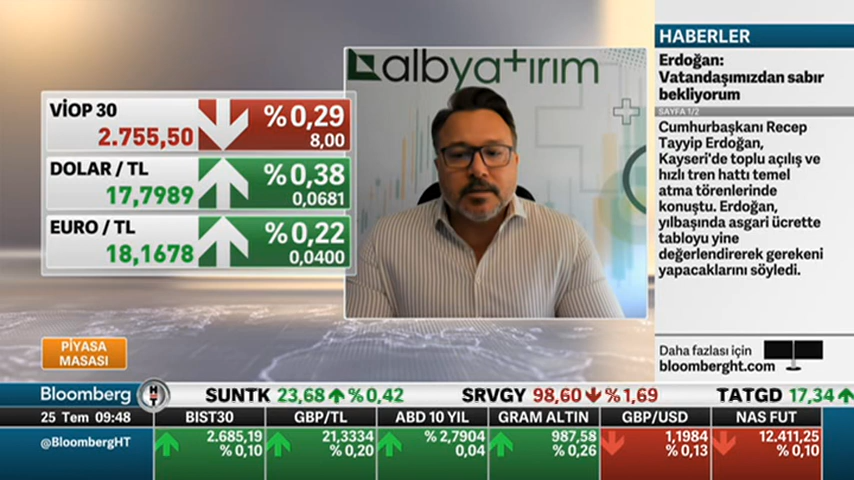 albyatırım
VİOP 30
2.755,50
%0,29
8,00
DOLAR / TL
17,7989
%0,38
0,0681
EURO / TL
18,1678
%0,22
0,0400
PİYASA
MASASI
HABERLER
Erdoğan:
Vatandaşımızdan sabır
bekliyorum
SAYFA 1/2
Cumhurbaşkanı Recep
Tayyip Erdoğan,
Kayseri'de toplu açılış ve
hızlı tren hattı temel
atma törenlerinde
konuştu. Erdoğan,
yılbaşında asgari ücrette
tabloyu yine
değerlendirerek gerekeni
yapacaklarını söyledi.
Daha fazlası için
bloomberght.com
Bloomberg HT
SUNTK 23,68 %0,42 SRVGY 98,60 %1,69 TATGD 17,34
25 Tem 09:48
@BloombergHT
BIST30
2.685,19
% 0,10
GBP/TL
21,3334
% 0,20
ABD 10 YIL
% 2,7904
0,04
GRAM ALTIN
987,58
% 0,26
GBP/USD
1,1984
% 0,13
NAS FUT
12.411,25
% 0,10